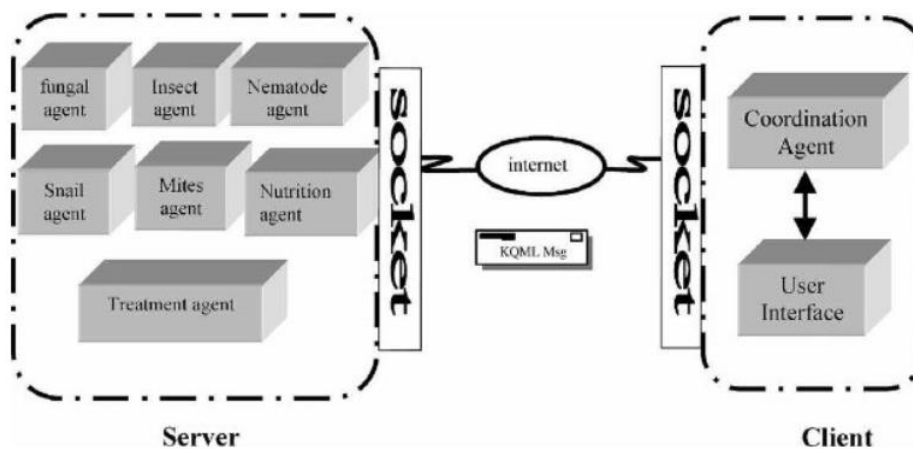 fungal
agent
Insect
agent
Nematode
agent
Snail
agent
Mites
agent
Nutrition
agent
Treatment agent
socket
internet
KQML Msg
socket
Coordination
Agent
User
Interface
Server
Client